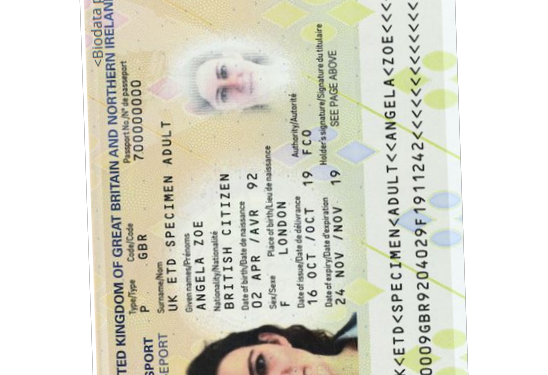 <Biodata p
TED KINGDOM OF GREAT BRITAIN AND NORTHERN IRELAN
SPORT
EPORT
Type/Type
Code/Code
Passport No./N° de passeport
P
GBR
700000000
Surname/Nom
UK ETD SPECIMEN ADULT
Given names/Prénoms
ANGELA ZOE
Nationality/Nationalité
BRITISH CITIZEN
Date of birth/Date de naissance
02 APR /AVR 92
Sex/Sexe
Place of birth/Lieu de naissance
F
LONDON
Date of issue/Date de délivrance
Authority/Autorité
16 OCT /OCT 19
FCO
Date of expiry/Date d'expiration
Holder's signature/Signature du titulaire
24 NOV /NOV 19
SEE PAGE ABOVE
K<ETD<SPECIMEN<ADULT<<ANGELA<ZOE<<<
0009GBR9204029F1911242<<<<<<<<<